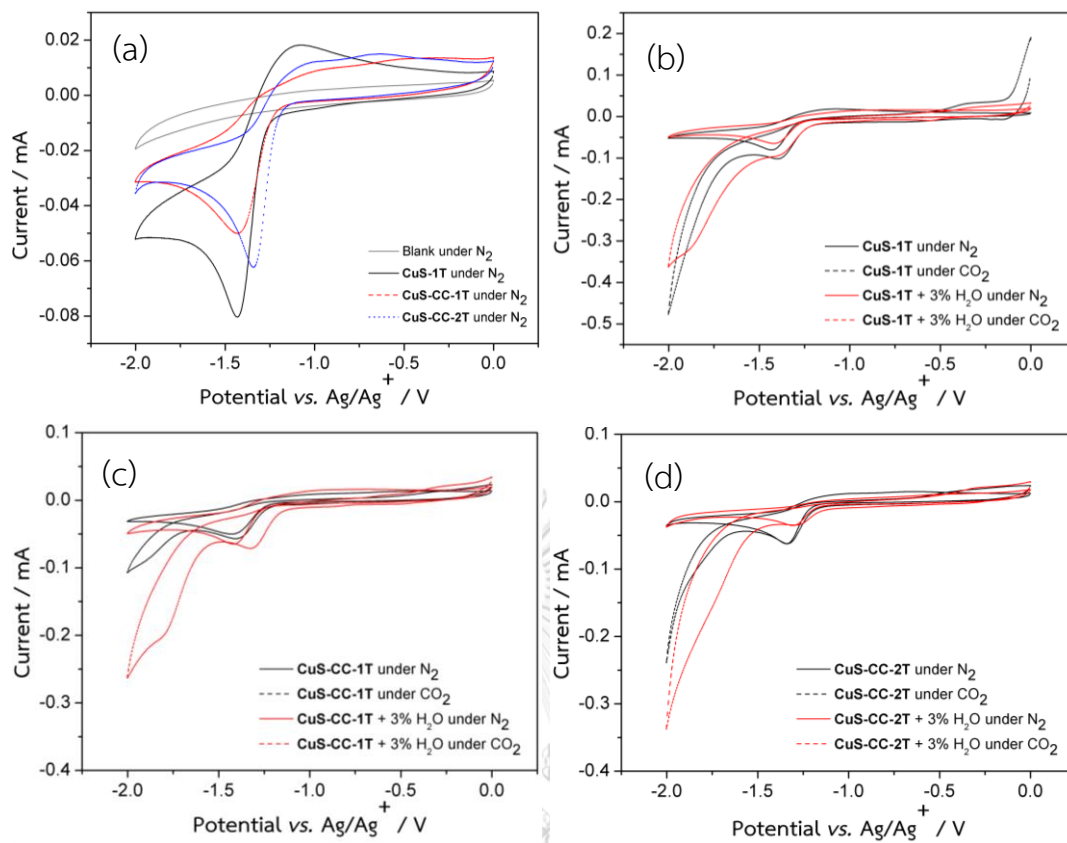 (a)
0.02
0.00
-0.02
-0.04
-0.06
-0.08
Current / mA
-2.0 -1.5 -1.0 -0.5 0.0
Potential vs. Ag/Ag⁺ / V
Blank under N₂
CuS-1T under N₂
CuS-CC-1T under N₂
CuS-CC-2T under N₂
(b)
0.2
0.1
0.0
-0.1
-0.2
-0.3
-0.4
-0.5
Current / mA
-2.0 -1.5 -1.0 -0.5 0.0
Potential vs. Ag/Ag⁺ / V
CuS-1T under N₂
CuS-1T under CO₂
CuS-1T + 3% H₂O under N₂
CuS-1T + 3% H₂O under CO₂
(c)
0.1
0.0
-0.1
-0.2
-0.3
-0.4
Current / mA
-2.0 -1.5 -1.0 -0.5 0.0
Potential vs. Ag/Ag⁺ / V
CuS-CC-1T under N₂
CuS-CC-1T under CO₂
CuS-CC-1T + 3% H₂O under N₂
CuS-CC-1T + 3% H₂O under CO₂
(d)
0.1
0.0
-0.1
-0.2
-0.3
-0.4
Current / mA
-2.0 -1.5 -1.0 -0.5 0.0
Potential vs. Ag/Ag⁺ / V
CuS-CC-2T under N₂
CuS-CC-2T under CO₂
CuS-CC-2T + 3% H₂O under N₂
CuS-CC-2T + 3% H₂O under CO₂